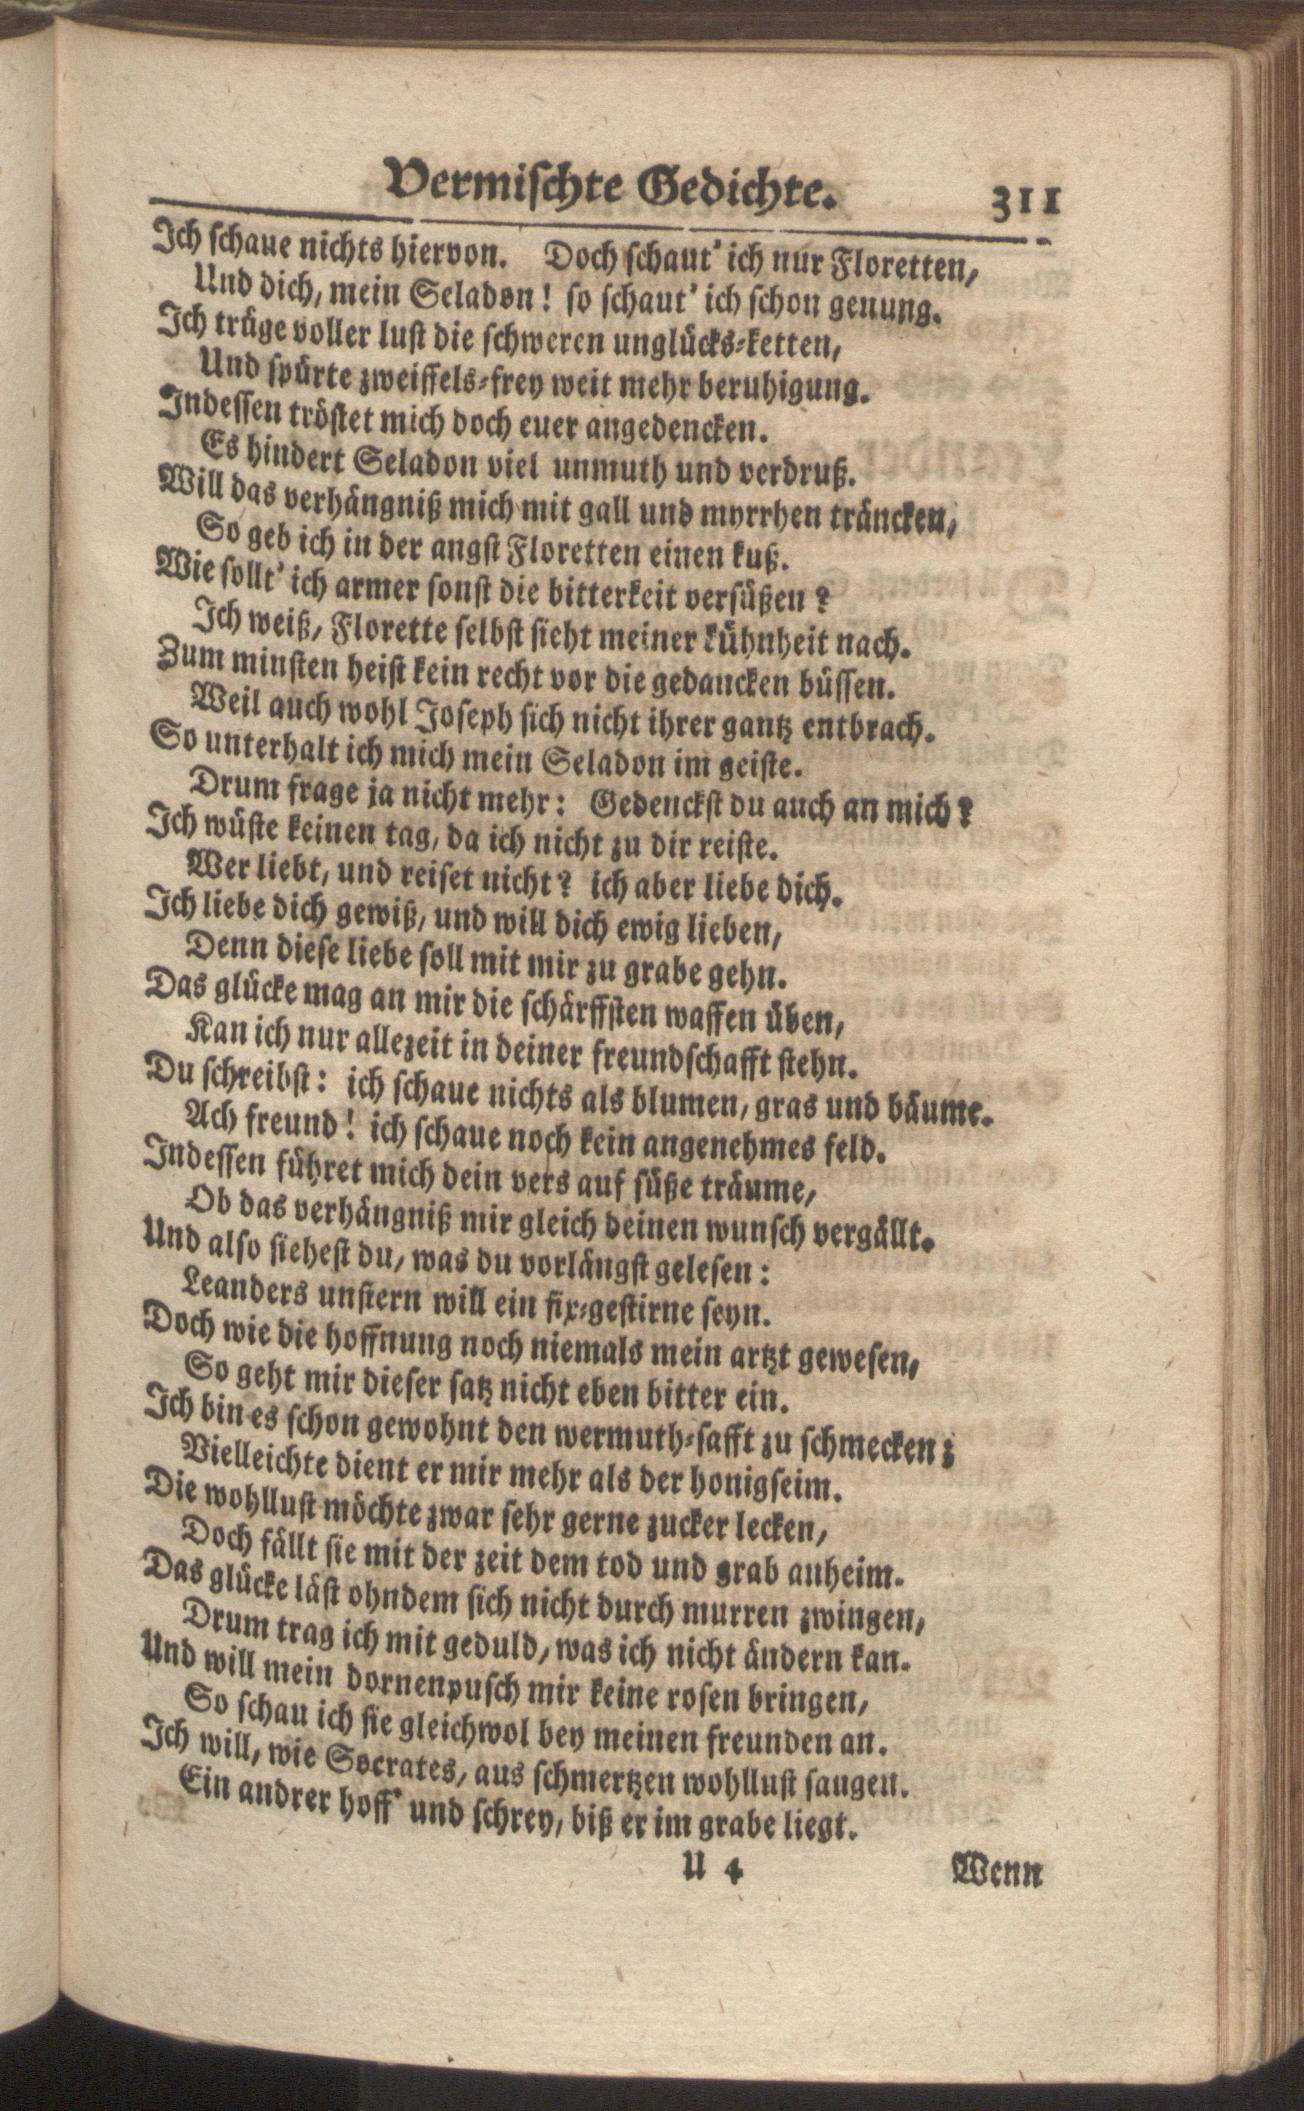 Vermischte Gedichte. 311
Ich schaue nichts hiervon. Doch schaut' ich nur Floretten,
Und dich, mein Seladon! so schaut' ich schon genung.
Ich trüge voller lust die schweren unglücks-ketten,
Und spürte zweiffels-frey weit mehr beruhigung.
Indessen tröstet mich doch euer angedencken.
Es hindert Seladon viel unmuth und verdruß.
Will das verhängniß mich mit gall und myrrhen träncken,
So geb ich in der angst Floretten einen kuß.
Wie sollt' ich armer sonst die bitterkeit versüßen?
Ich weiß, Florette selbst sieht meiner kühnheit nach.
Zum minsten heist kein recht vor die gedancken büssen.
Weil auch wohl Joseph sich nicht ihrer gantz entbrach.
So unterhalt ich mich mein Seladon im geiste.
Drum frage ja nicht mehr: Gedenckst du auch an mich?
Ich wüste keinen tag, da ich nicht zu dir reiste.
Wer liebt, und reiset nicht? ich aber liebe dich.
Ich liebe dich gewiß, und will dich ewig lieben,
Denn diese liebe soll mit mir zu grabe gehn.
Das glücke mag an mir die schärffsten waffen üben,
Kan ich nur allezeit in deiner freundschafft stehn.
Du schreibst: ich schaue nichts als blumen, gras und bäume.
Ach freund! ich schaue noch kein angenehmes feld.
Indessen führet mich dein vers auf süße träume,
Ob das verhängniß mir gleich deinen wunsch vergällt.
Und also siehest du, was du vorlängst gelesen:
Leanders unstern will ein fix-gestirne seyn.
Doch wie die hoffnung noch niemals mein artzt gewesen,
So geht mir dieser satz nicht eben bitter ein.
Ich bin es schon gewohnt den wermuth-safft zu schmecken;
Vielleichte dient er mir mehr als der honigseim.
Die wohllust möchte zwar sehr gerne zucker lecken,
Doch fällt sie mit der zeit dem tod und grab anheim.
Das glücke läst ohndem sich nicht durch murren zwingen,
Drum trag ich mit geduld, was ich nicht ändern kan.
Und will mein dornenpusch mir keine rosen bringen,
So schau ich sie gleichwol bey meinen freunden an.
Ich will, wie Socrates, aus schmertzen wohllust saugen.
Ein andrer hoff' und schrey, biß er im grabe liegt.
U 4 Wenn